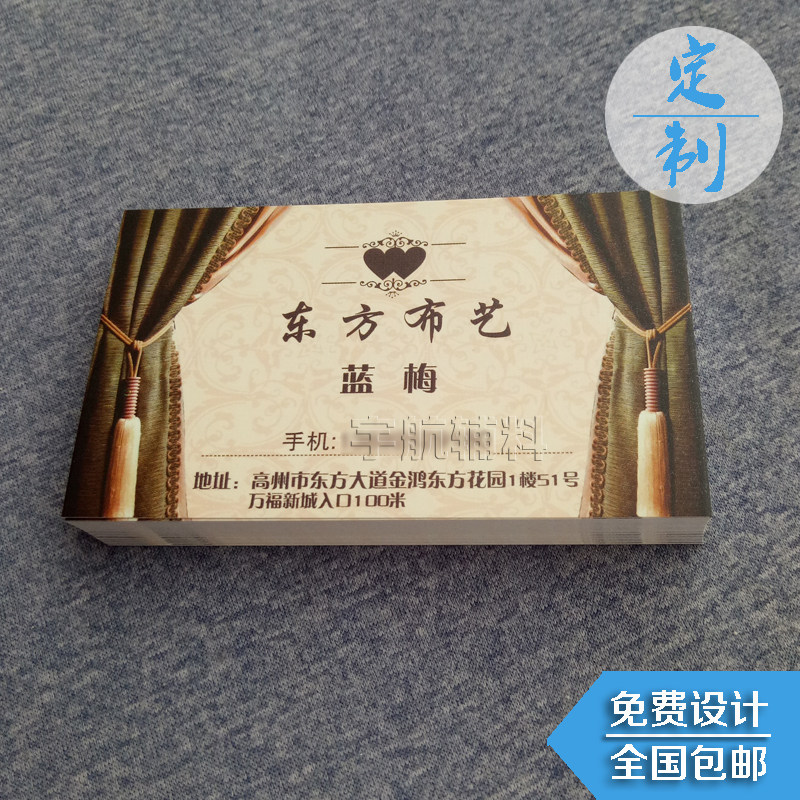 定
制
东方布艺
蓝梅
手机: 宇航辅料
地址：高州市东方大道金鸿东方花园1楼51号
万福新城入口100米
免费设计
全国包邮